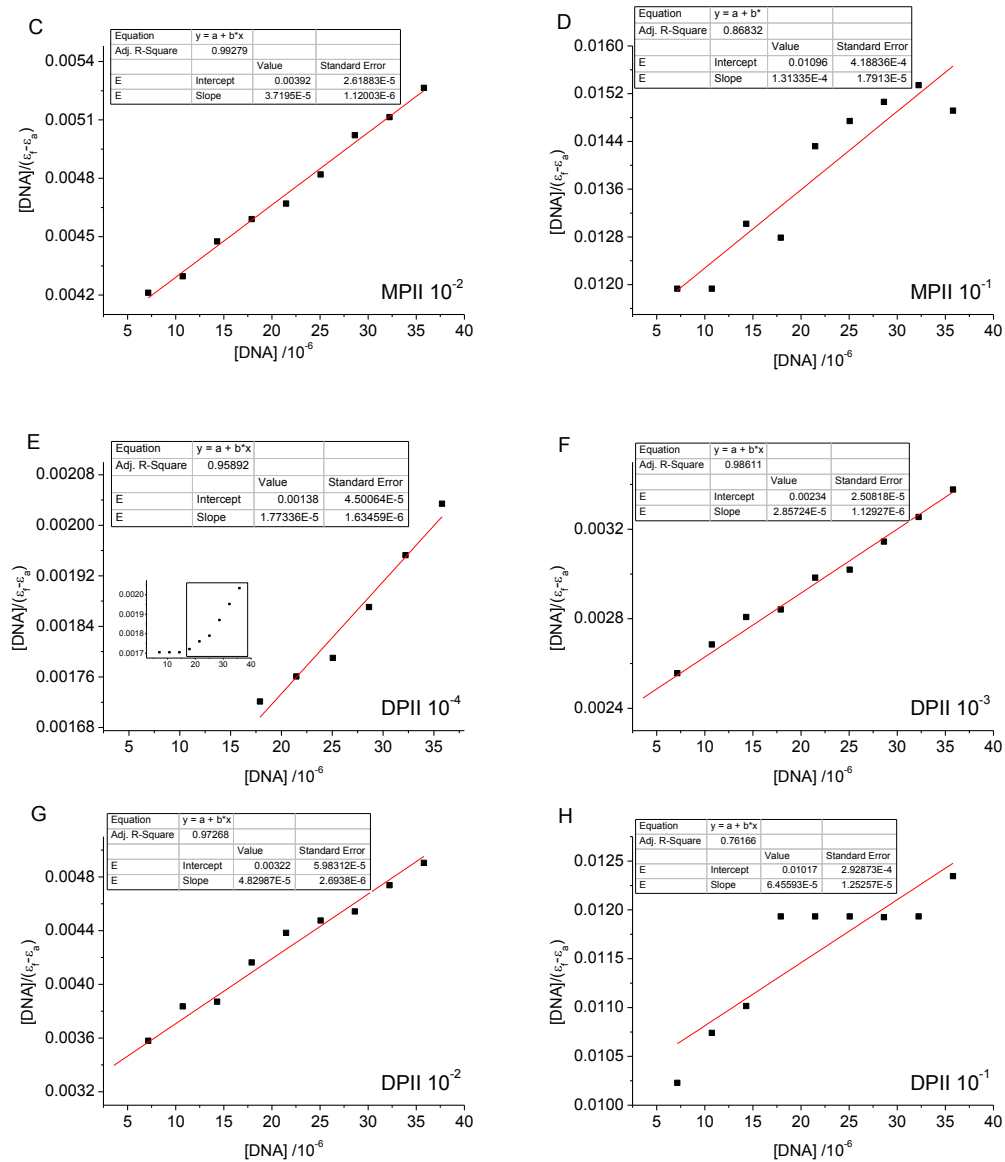 C
Equation y = a + b*x
Adj. R-Square 0.99279
Value Standard Error
E Intercept 0.00392 2.61883E-5
E Slope 3.7195E-5 1.12003E-6
0.0054
0.0051
0.0048
0.0045
0.0042
[DNA]/(εf-εa)
MPII 10-2
5 10 15 20 25 30 35 40
[DNA] /10-6
D
Equation y = a + b*
Adj. R-Square 0.86832
Value Standard Error
E Intercept 0.01096 4.18836E-4
E Slope 1.31335E-4 1.7913E-5
0.0160
0.0152
0.0144
0.0136
0.0128
0.0120
[DNA]/(εf-εa)
MPII 10-1
5 10 15 20 25 30 35 40
[DNA] /10-6
E
Equation y = a + b*x
Adj. R-Square 0.95892
Value Standard Error
E Intercept 0.00138 4.50064E-5
E Slope 1.77336E-5 1.63459E-6
0.00208
0.00200
0.00192
0.00184
0.00176
0.00168
[DNA]/(εf-εa)
0.0020
0.0019
0.0018
0.0017
0 10 20 30 40
DPII 10-4
5 10 15 20 25 30 35
[DNA] /10-6
F
Equation y = a + b*x
Adj. R-Square 0.98611
Value Standard Error
E Intercept 0.00234 2.50818E-5
E Slope 2.85724E-5 1.12927E-6
0.0032
0.0028
0.0024
[DNA]/(εf-εa)
DPII 10-3
5 10 15 20 25 30 35 40
[DNA] /10-6
G
Equation y = a + b*x
Adj. R-Square 0.97268
Value Standard Error
E Intercept 0.00322 5.98312E-5
E Slope 4.82987E-5 2.6938E-6
0.0048
0.0044
0.0040
0.0036
0.0032
[DNA]/(εf-εa)
DPII 10-2
5 10 15 20 25 30 35 40
[DNA] /10-6
H
Equation y = a + b*x
Adj. R-Square 0.76166
Value Standard Error
E Intercept 0.01017 2.92873E-4
E Slope 6.45593E-5 1.25257E-5
0.0125
0.0120
0.0115
0.0110
0.0105
0.0100
[DNA]/(εf-εa)
DPII 10-1
5 10 15 20 25 30 35 40
[DNA] /10-6